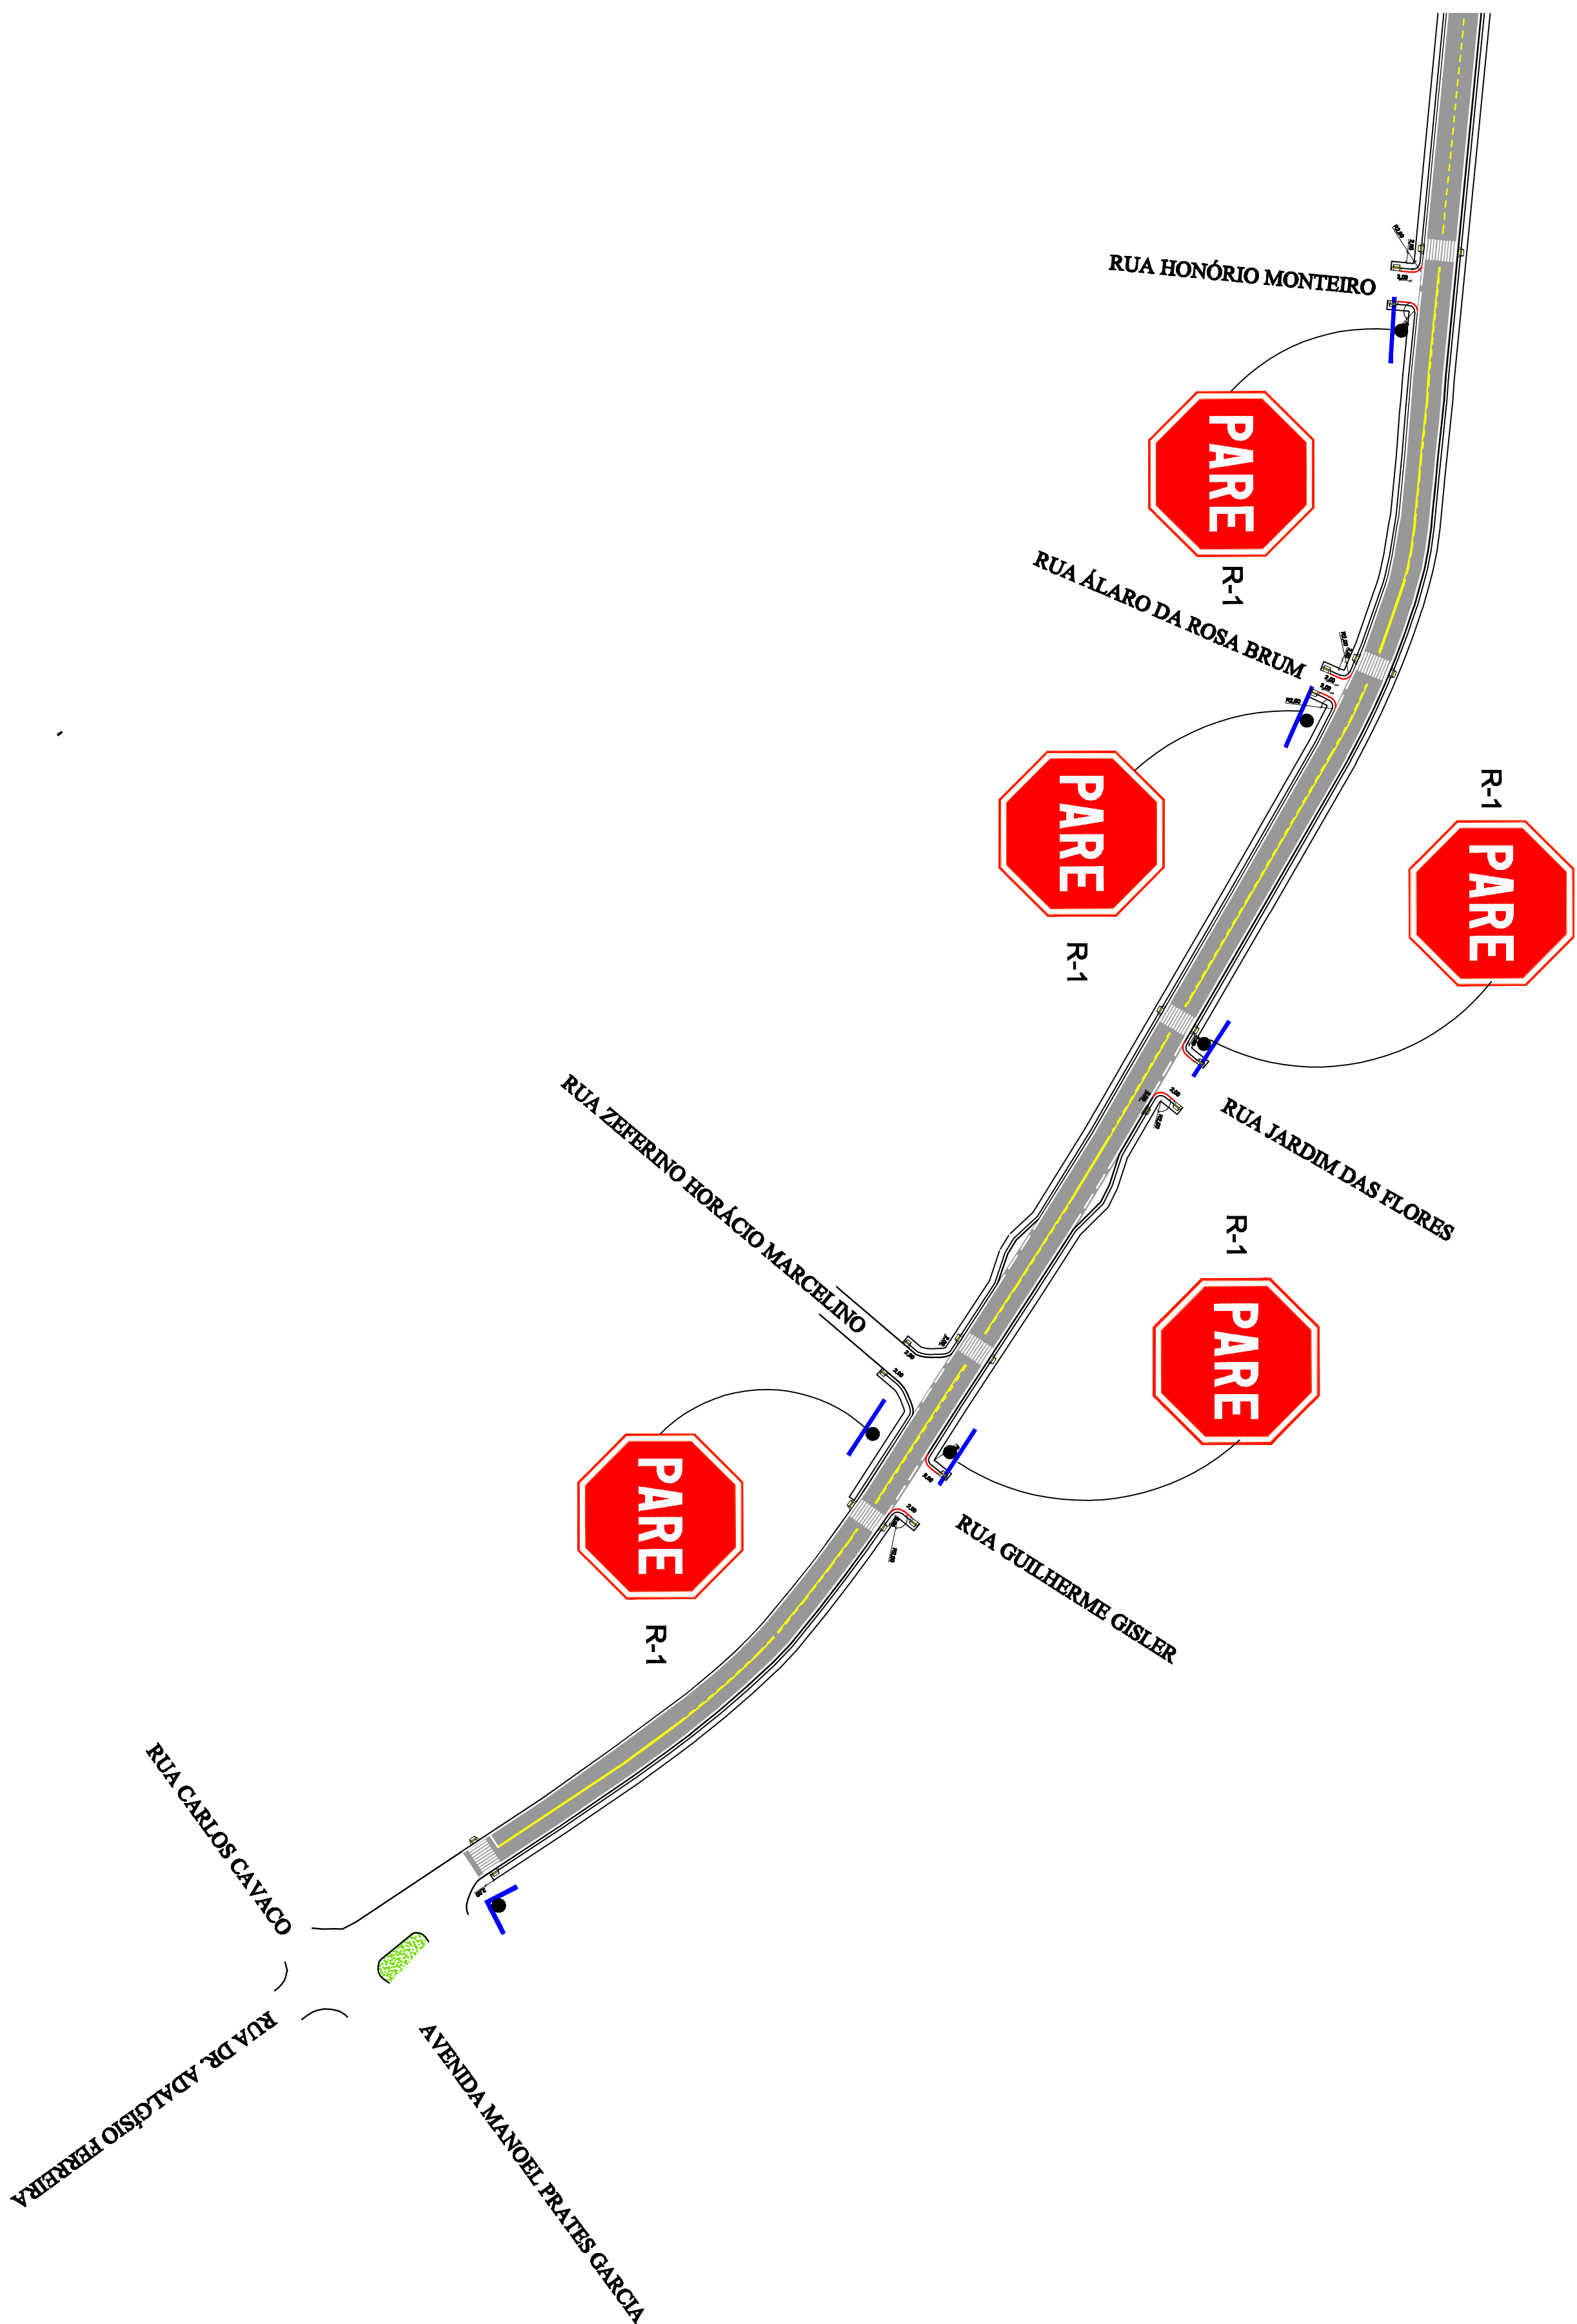 RUA HONÓRIO MONTEIRO
PARE
R-1
RUA ÁLARO DA ROSA BRUM
PARE
R-1
R-1
PARE
RUA JARDIM DAS FLORES
RUA ZEFERINO HORÁCIO MARCELINO
R-1
PARE
PARE
R-1
RUA GUILHERME GISLER
RUA CARLOS CAVACO
RUA DR. ADALGÍSIO FERREIRA
AVENIDA MANOEL PRATES GARCIA